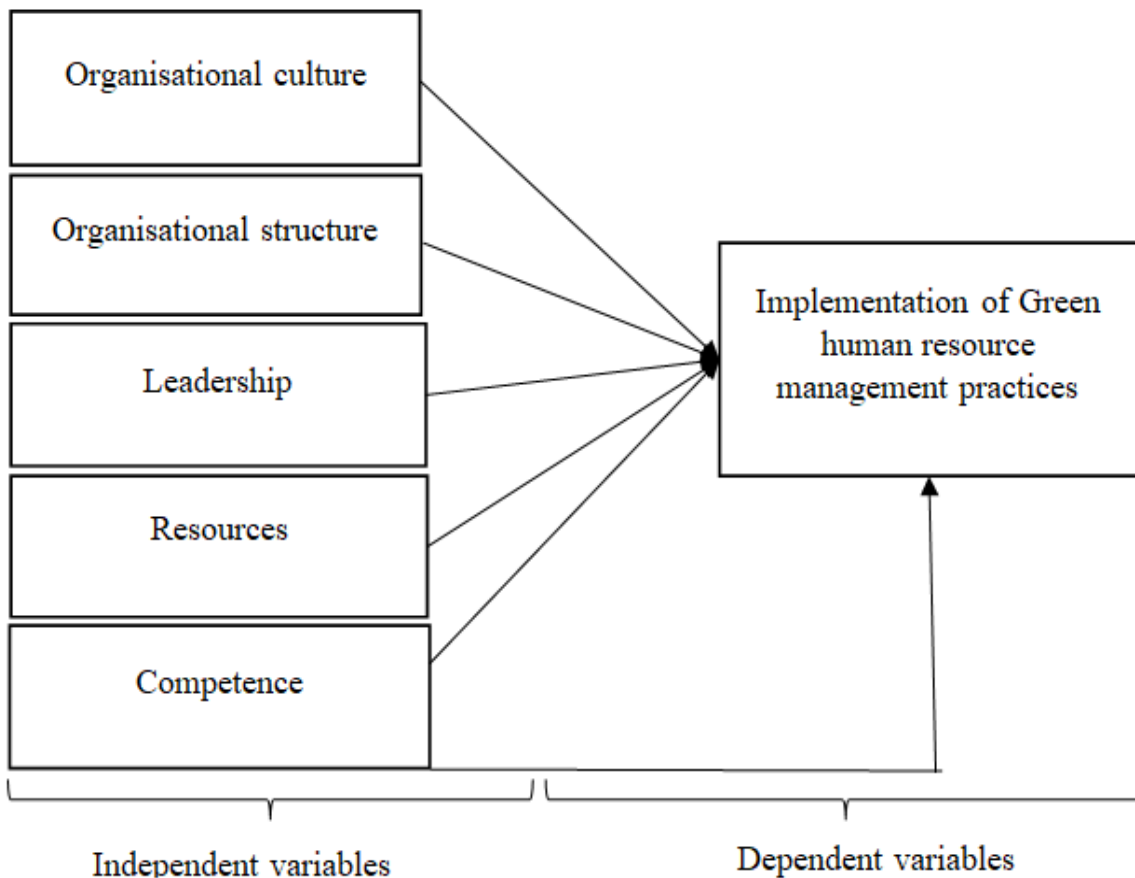 Organisational culture
Organisational structure
Leadership
Resources
Competence
Implementation of Green
human resource
management practices
Independent variables
Dependent variables